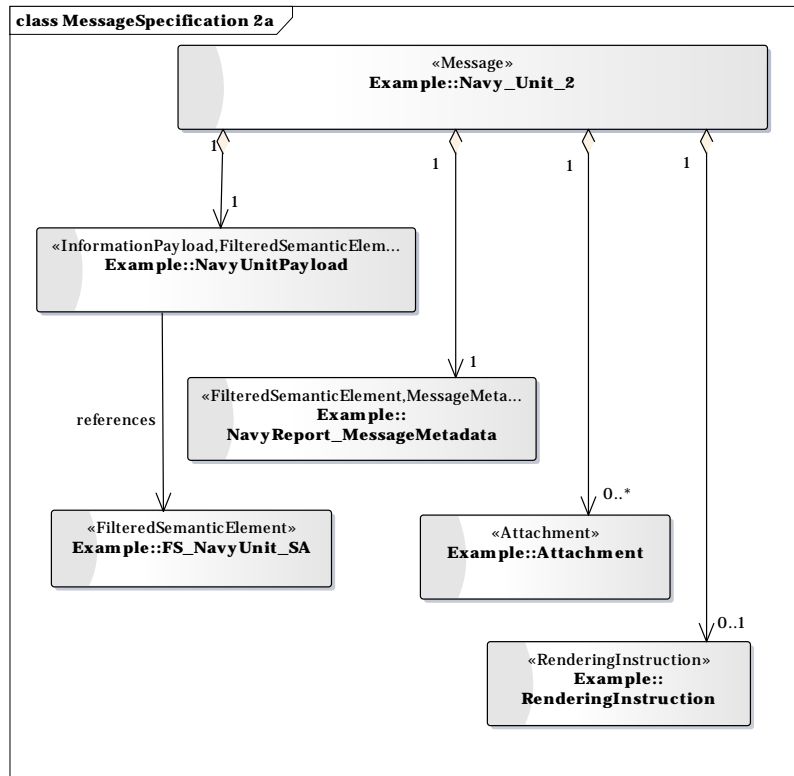 class MessageSpecification 2a
«Message»
Example::Navy_Unit_2
1
1
1
1
1
«InformationPayload,FilteredSemanticElem...
Example::NavyUnitPayload
1
«FilteredSemanticElement,MessageMeta...
Example::
NavyReport_MessageMetadata
references
0..*
«FilteredSemanticElement»
Example::FS_NavyUnit_SA
«Attachment»
Example::Attachment
0..1
«RenderingInstruction»
Example::
RenderingInstruction